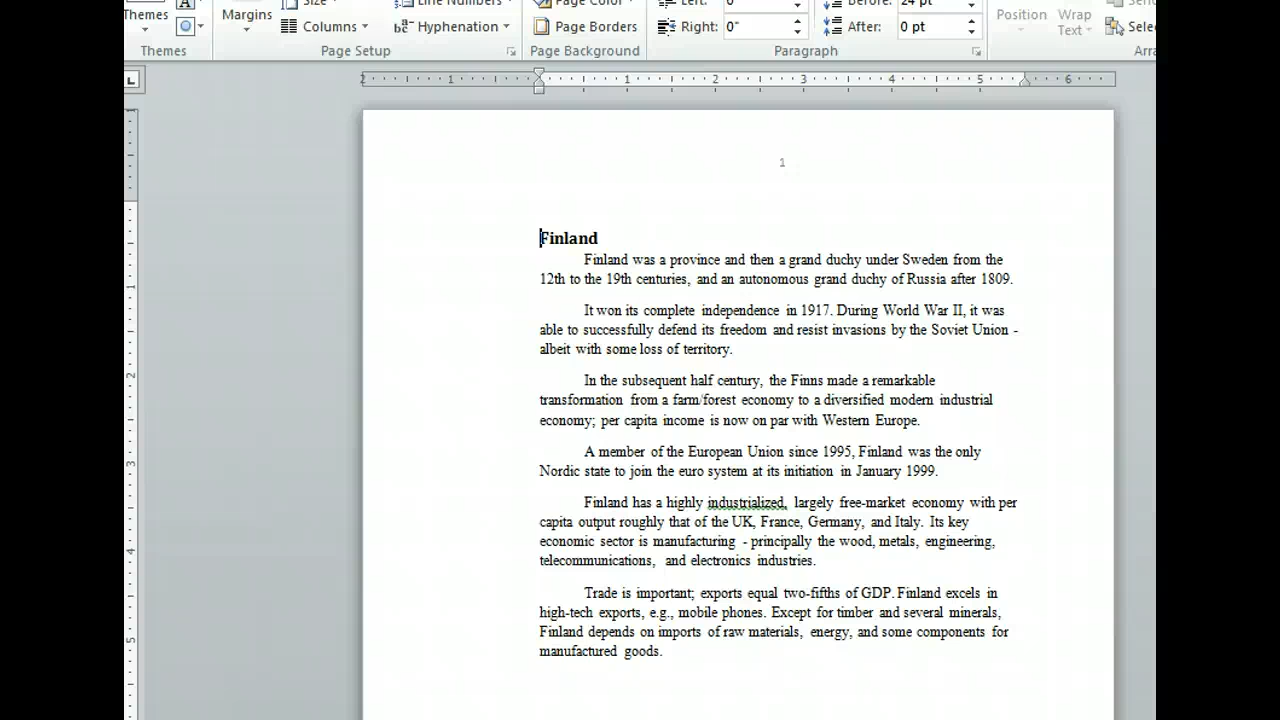 Themes
Margins
Size
Columns
Line Numbers
Hyphenation
Page Color
Page Borders
Left: 0"
Right: 0"
Before: 24 pt
After: 0 pt
Position
Wrap Text
Themes
Page Setup
Page Background
Paragraph
2 1 1 2 3 4 5 6
1
Finland
Finland was a province and then a grand duchy under Sweden from the
12th to the 19th centuries, and an autonomous grand duchy of Russia after 1809.
It won its complete independence in 1917. During World War II, it was
able to successfully defend its freedom and resist invasions by the Soviet Union -
albeit with some loss of territory.
In the subsequent half century, the Finns made a remarkable
transformation from a farm/forest economy to a diversified modern industrial
economy; per capita income is now on par with Western Europe.
A member of the European Union since 1995, Finland was the only
Nordic state to join the euro system at its initiation in January 1999.
Finland has a highly industrialized, largely free-market economy with per
capita output roughly that of the UK, France, Germany, and Italy. Its key
economic sector is manufacturing - principally the wood, metals, engineering,
telecommunications, and electronics industries.
Trade is important; exports equal two-fifths of GDP. Finland excels in
high-tech exports, e.g., mobile phones. Except for timber and several minerals,
Finland depends on imports of raw materials, energy, and some components for
manufactured goods.